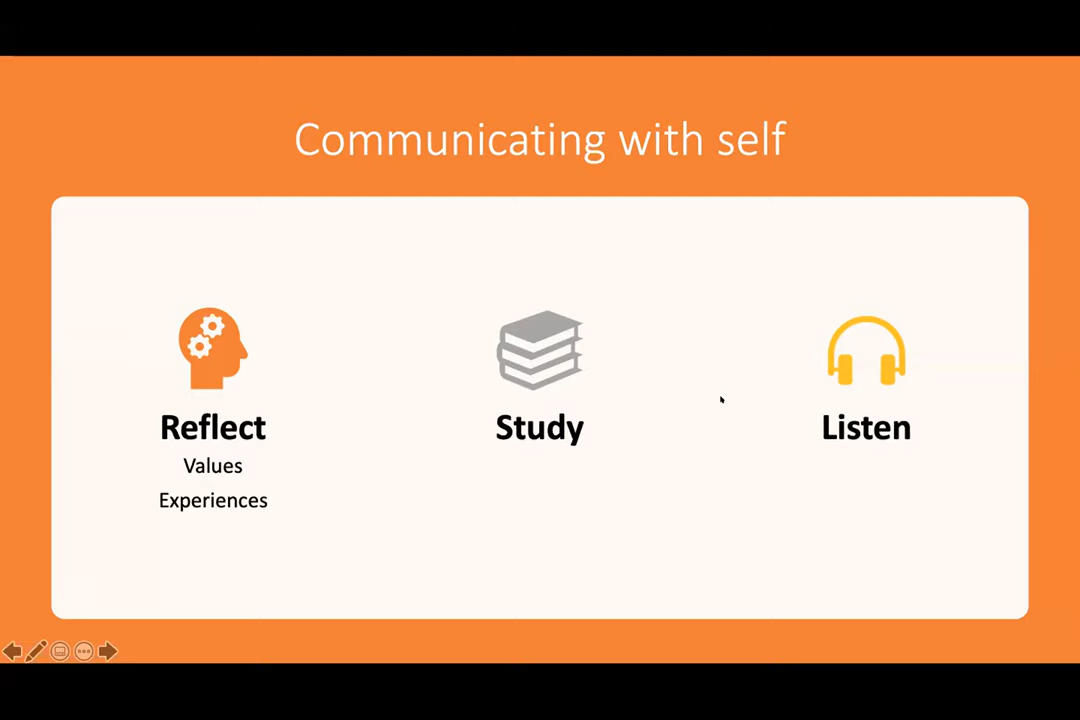 Communicating with self
Reflect
Values
Experiences
Study
Listen